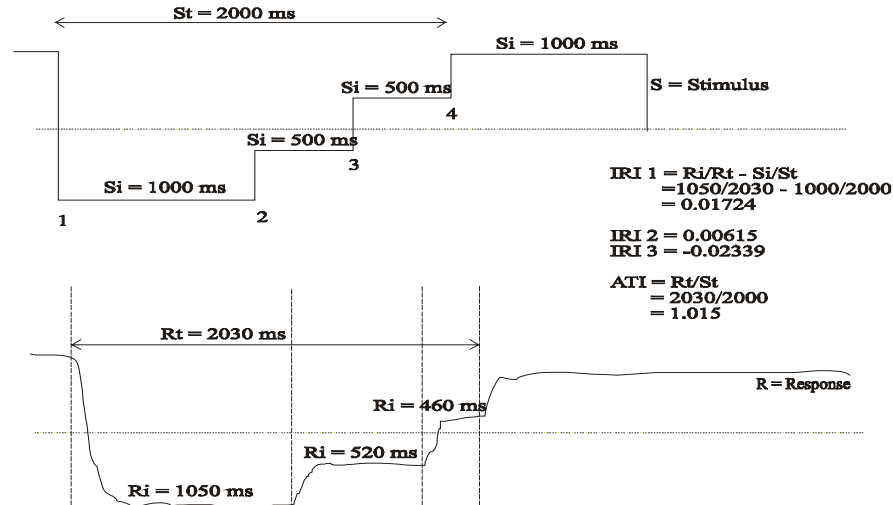 St = 2000 ms
Si = 1000 ms
S = Stimulus
Si = 500 ms
4
Si = 500 ms
3
Si = 1000 ms
1
2
IRI 1 = Ri/Rt - Si/St
=1050/2030 - 1000/2000
= 0.01724
IRI 2 = 0.00615
IRI 3 = -0.02339
ATI = Rt/St
= 2030/2000
= 1.015
Rt = 2030 ms
R = Response
Ri = 460 ms
Ri = 520 ms
Ri = 1050 ms